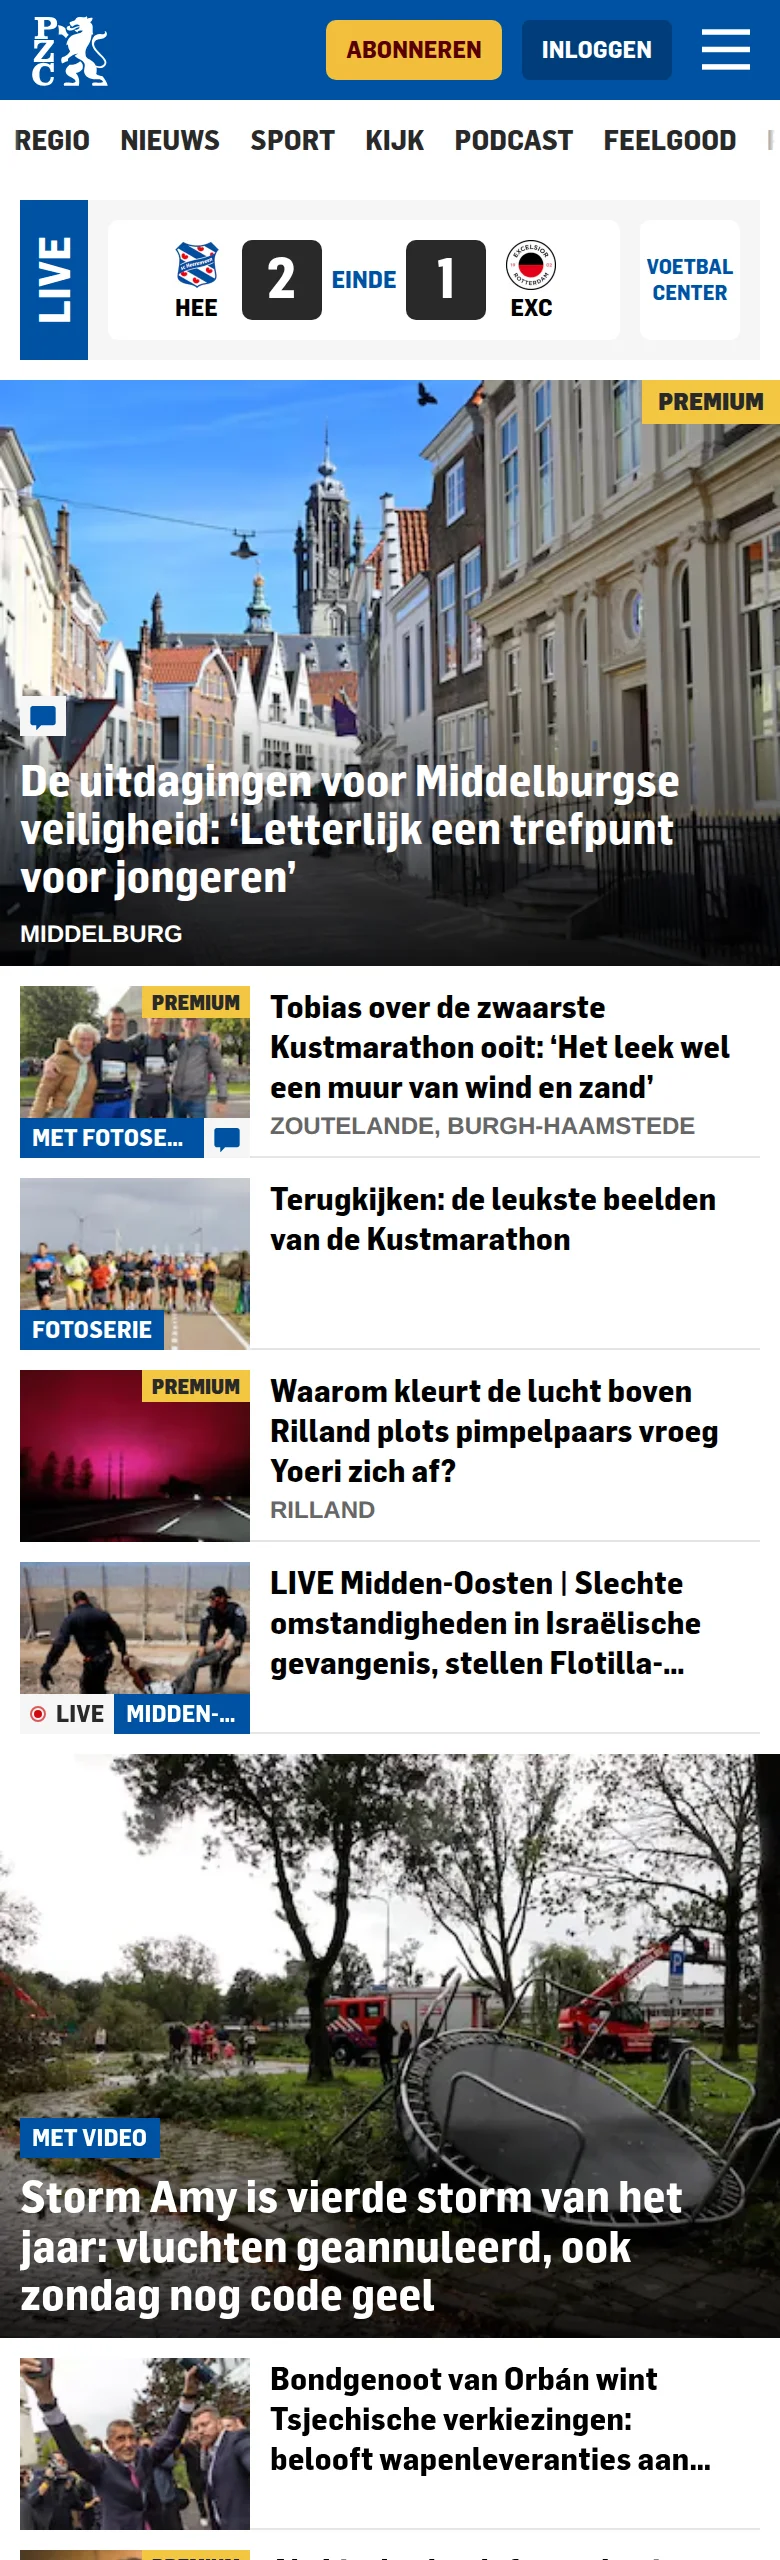 PZC
ABONNEREN
INLOGGEN
REGIO NIEUWS SPORT KIJK PODCAST FEELGOOD
LIVE
HEE
2
EINDE
1
EXCELSIOR
ROTTERDAM
EXC
VOETBAL
CENTER
PREMIUM
De uitdagingen voor Middelburgse
veiligheid: ‘Letterlijk een trefpunt
voor jongeren’
MIDDELBURG
PREMIUM
MET FOTOSE...
Tobias over de zwaarste
Kustmarathon ooit: ‘Het leek wel
een muur van wind en zand’
ZOUTELANDE, BURGH-HAAMSTEDE
FOTOSERIE
Terugkijken: de leukste beelden
van de Kustmarathon
PREMIUM
Waarom kleurt de lucht boven
Rilland plots pimpelpaars vroeg
Yoeri zich af?
RILLAND
LIVE
MIDDEN-...
LIVE Midden-Oosten | Slechte
omstandigheden in Israëlische
gevangenis, stellen Flotilla-...
P
MET VIDEO
Storm Amy is vierde storm van het
jaar: vluchten geannuleerd, ook
zondag nog code geel
Bondgenoot van Orbán wint
Tsjechische verkiezingen:
belooft wapenleveranties aan...